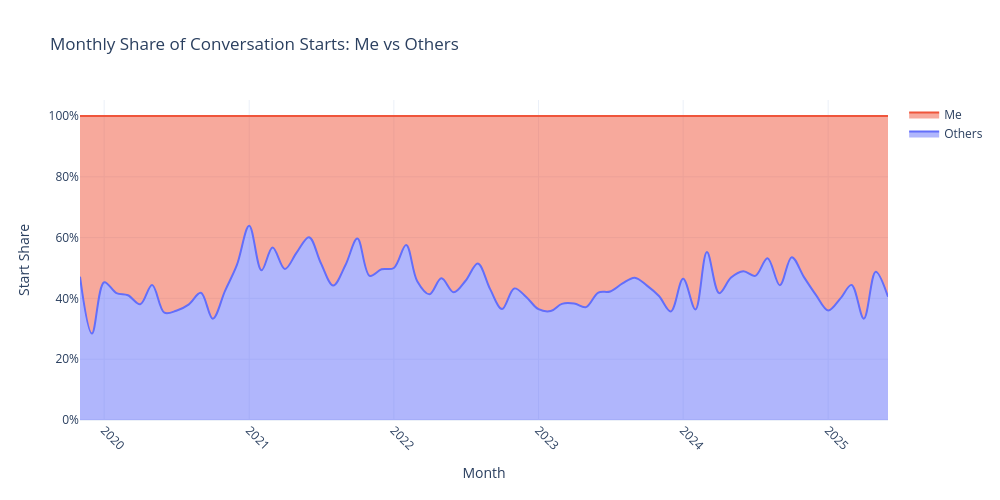 Monthly Share of Conversation Starts: Me vs Others
Me
Others
Start Share
100%
80%
60%
40%
20%
0%
2020
2021
2022
2023
2024
2025
Month